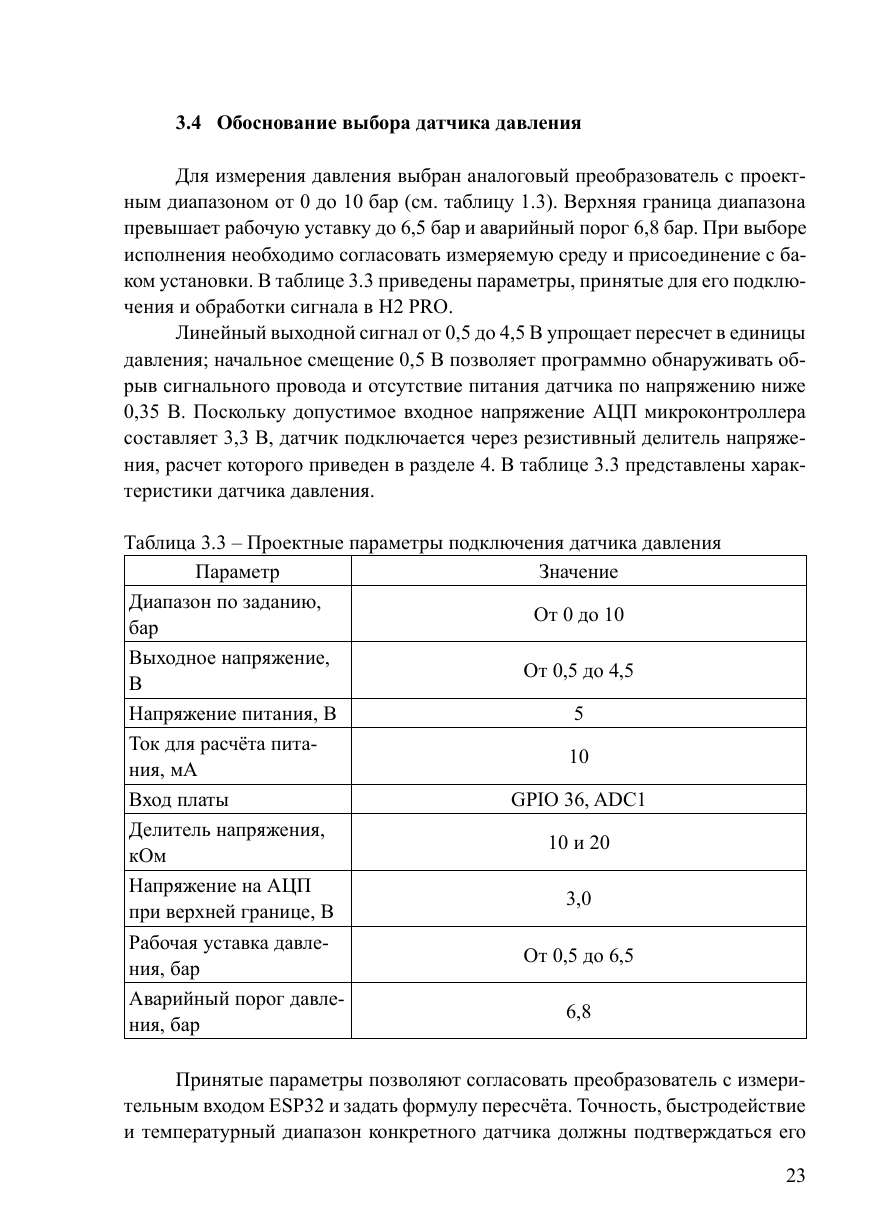 3.4 Обоснование выбора датчика давления
Для измерения давления выбран аналоговый преобразователь с проект-
ным диапазоном от 0 до 10 бар (см. таблицу 1.3). Верхняя граница диапазона
превышает рабочую уставку до 6,5 бар и аварийный порог 6,8 бар. При выборе
исполнения необходимо согласовать измеряемую среду и присоединение с ба-
ком установки. В таблице 3.3 приведены параметры, принятые для его подклю-
чения и обработки сигнала в H2 PRO.
Линейный выходной сигнал от 0,5 до 4,5 В упрощает пересчет в единицы
давления; начальное смещение 0,5 В позволяет программно обнаруживать об-
рыв сигнального провода и отсутствие питания датчика по напряжению ниже
0,35 В. Поскольку допустимое входное напряжение АЦП микроконтроллера
составляет 3,3 В, датчик подключается через резистивный делитель напряже-
ния, расчет которого приведен в разделе 4. В таблице 3.3 представлены харак-
теристики датчика давления.
Таблица 3.3 – Проектные параметры подключения датчика давления
Параметр Значение
Диапазон по заданию,
бар
От 0 до 10
Выходное напряжение,
В
От 0,5 до 4,5
Напряжение питания, В 5
Ток для расчёта пита-
ния, мА
10
Вход платы GPIO 36, ADC1
Делитель напряжения,
кОм
10 и 20
Напряжение на АЦП
при верхней границе, В
3,0
Рабочая уставка давле-
ния, бар
От 0,5 до 6,5
Аварийный порог давле-
ния, бар
6,8
Принятые параметры позволяют согласовать преобразователь с измери-
тельным входом ESP32 и задать формулу пересчёта. Точность, быстродействие
и температурный диапазон конкретного датчика должны подтверждаться его
23